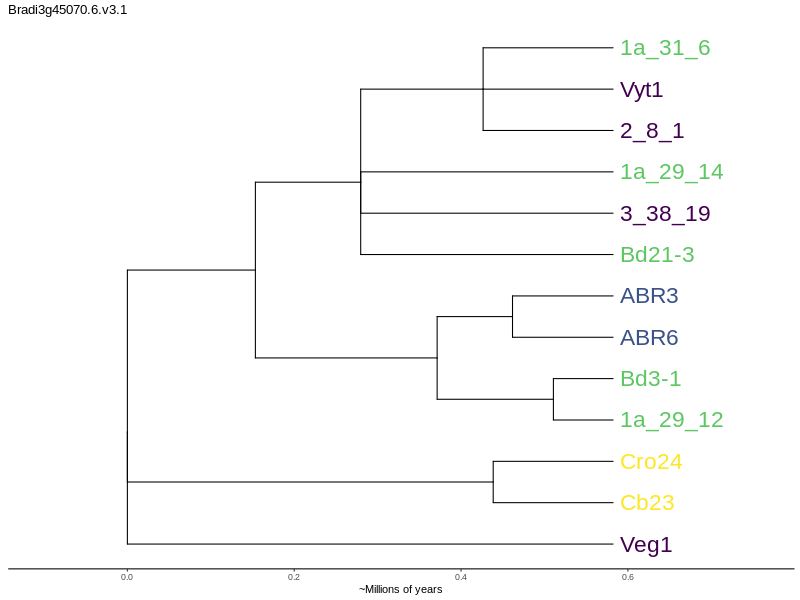 Bradi3g45070.6.v3.1
1a_31_6
Vyt1
2_8_1
1a_29_14
3_38_19
Bd21-3
ABR3
ABR6
Bd3-1
1a_29_12
Cro24
Cb23
Veg1
0.0 0.2 0.4 0.6
~Millions of years